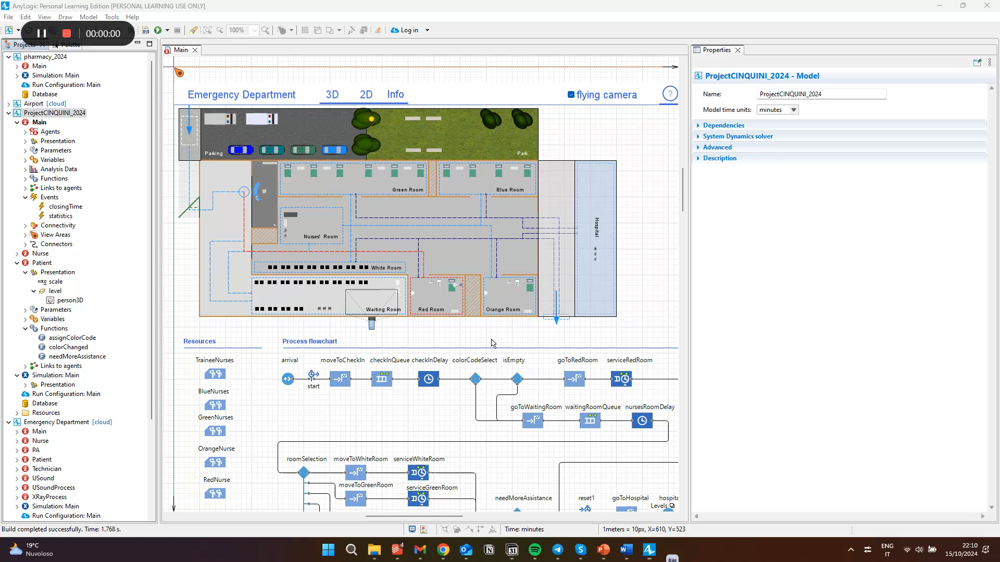 AnyLogic Personal Learning Edition [PERSONAL LEARNING USE ONLY]
File Edit View Draw Model Tools Help
00:00:00
100%
Log in
Projects
Palette
pharmacy_2024
Main
Simulation: Main
Run Configuration: Main
Database
Airport [cloud]
ProjectCINQUINI_2024
Main
Agents
Presentation
Parameters
Variables
Analysis Data
Functions
Links to agents
Events
closingTime
statistics
Connectivity
View Areas
Connectors
Nurse
Patient
Presentation
scale
level
person3D
Parameters
Variables
Functions
assignColorCode
colorChanged
needMoreAssistance
Links to agents
Simulation: Main
Presentation
Run Configuration: Main
Database
Resources
Emergency Department [cloud]
Main
Nurse
PA
Patient
Technician
USound
USoundProcess
XRayProcess
Simulation: Main
Run Configuration: Main
Main
Emergency Department 3D 2D Info
flying camera ?
Parking
Park
Green Room
Blue Room
Hospital
Nurses' Room
White Room
Waiting Room
Red Room
Orange Room
Resources
TraineeNurses
BlueNurses
GreenNurses
OrangeNurse
RedNurse
Process flowchart
arrival
start
moveToCheckIn
checkInQueue
checkInDelay
colorCodeSelect
isEmpty
goToRedRoom
serviceRedRoom
goToWaitingRoom
waitingRoomQueue
nursesRoomDelay
roomSelection
moveToWhiteRoom
serviceWhiteRoom
moveToGreenRoom
serviceGreenRoom
needMoreAssistance
reset1
goToHospital
hospita
Levels
Properties
ProjectCINQUINI_2024 - Model
Name: ProjectCINQUINI_2024
Model time units: minutes
Dependencies
System Dynamics solver
Advanced
Description
Build completed successfully. Time: 1.768 s.
Time: minutes
1meters = 10px, X=610, Y=523
19°C
Nuvoloso
4
31
ENG
IT
22:10
15/10/2024